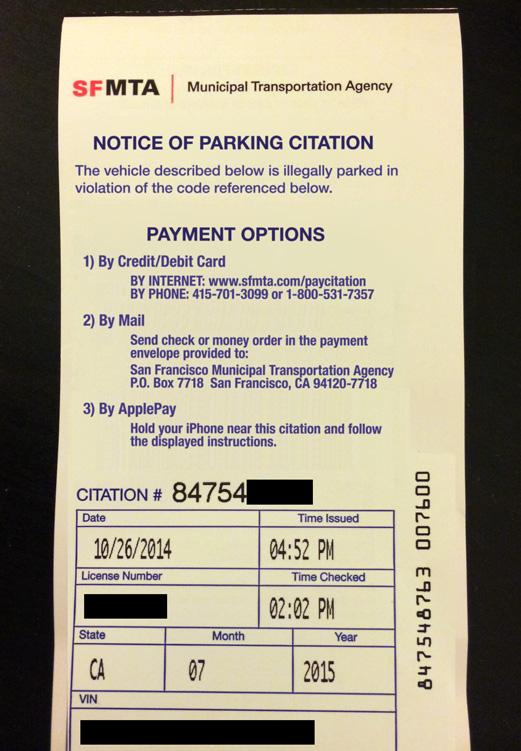 SFMTA | Municipal Transportation Agency
NOTICE OF PARKING CITATION
The vehicle described below is illegally parked in
violation of the code referenced below.
PAYMENT OPTIONS
1) By Credit/Debit Card
BY INTERNET: www.sfmta.com/paycitation
BY PHONE: 415-701-3099 or 1-800-531-7357
2) By Mail
Send check or money order in the payment
envelope provided to:
San Francisco Municipal Transportation Agency
P.O. Box 7718 San Francisco, CA 94120-7718
3) By ApplePay
Hold your iPhone near this citation and follow
the displayed instructions.
CITATION # 84754
Date Time Issued
10/26/2014 04:52 PM
License Number Time Checked
02:02 PM
State Month Year
CA 07 2015
VIN
847548763 007600